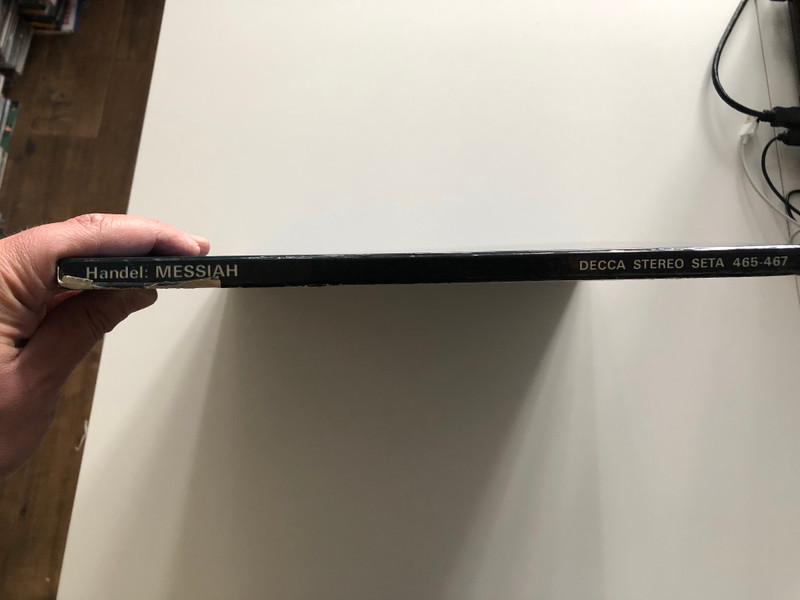 Handel: MESSIAH
DECCA STEREO SETA 465-467